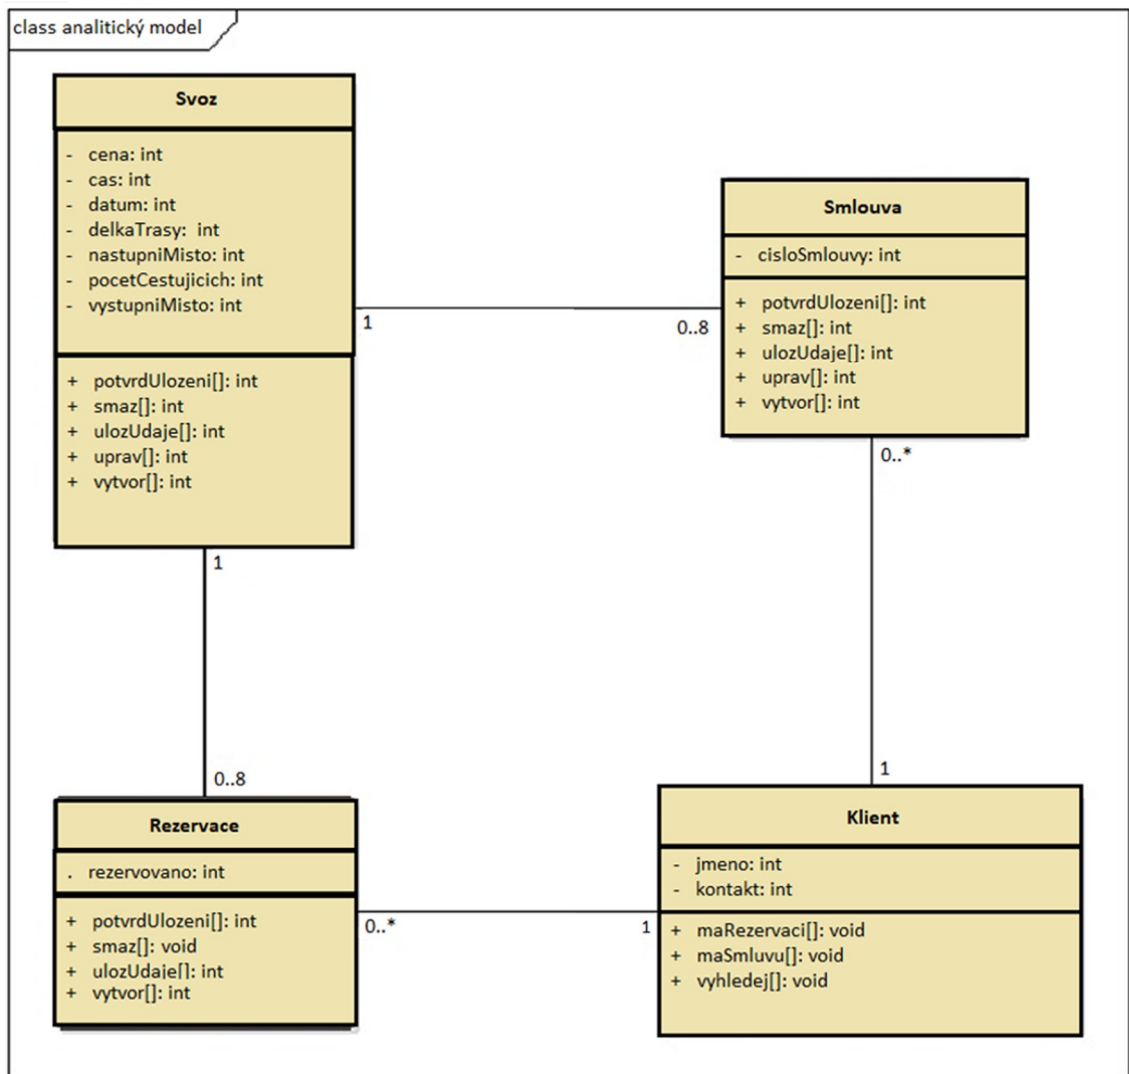 class analitický model
Svoz
- cena: int
- cas: int
- datum: int
- delkaTrasy: int
- nastupniMisto: int
- pocetCestujicich: int
- vystupniMisto: int
+ potvrdUlozeni[]: int
+ smaz[]: int
+ ulozUdaje[]: int
+ uprav[]: int
+ vytvor[]: int
Smlouva
- cisloSmlouvy: int
+ potvrdUlozeni[]: int
+ smaz[]: int
+ ulozUdaje[]: int
+ uprav[]: int
+ vytvor[]: int
1
0..8
1
0..8
0..*
1
Rezervace
. rezervovano: int
+ potvrdUlozeni[]: int
+ smaz[]: void
+ ulozUdaje[]: int
+ vytvor[]: int
0..*
1
Klient
- jmeno: int
- kontakt: int
+ maRezervaci[]: void
+ maSmluvu[]: void
+ vyhledej[]: void